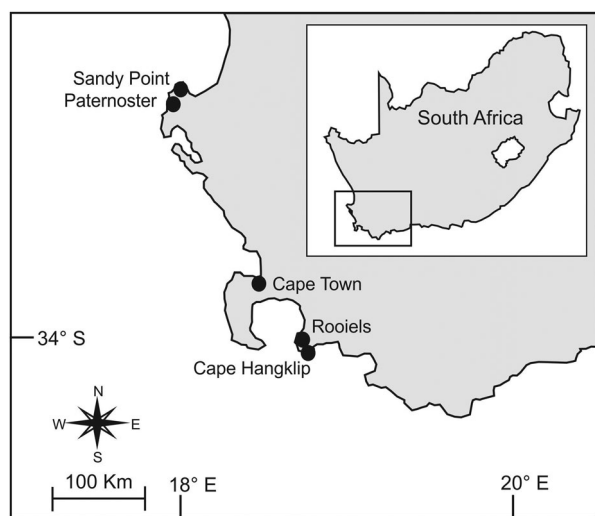 Sandy Point
Paternoster
South Africa
Cape Town
Rooiels
34° S
Cape Hangklip
N
W
E
S
100 Km
18° E
20° E